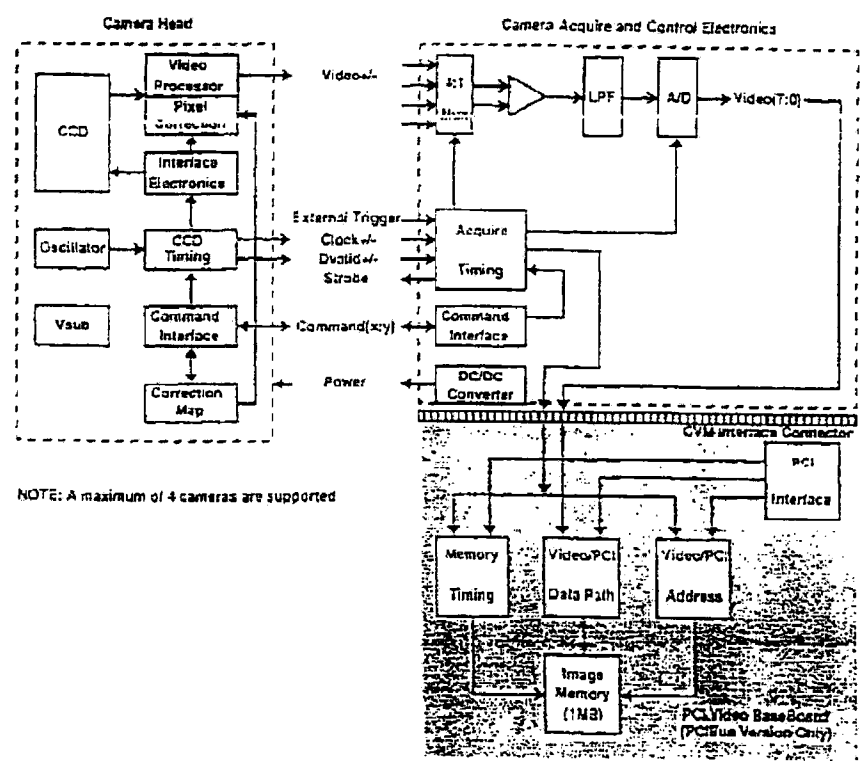 Camera Head
Camera Acquire and Control Electronics
Video
Processor
Pixel
Correction
CCD
Interface
Electronics
Oscillator
CCD
Timing
Vsub
Command
Interface
Correction
Map
Video+/-
External Trigger
Clock+/-
Dvalid+/-
Strobe
Command(x:y)
Power
4:1
Mux
LPF
A/D
Video(7:0)
Acquire
Timing
Command
Interface
DC/DC
Converter
CVM Interface Connector
PCI
Interface
NOTE: A maximum of 4 cameras are supported
Memory
Timing
Video/PCI
Data Path
Video/PCI
Address
Image
Memory
(1MB)
PCI Video BaseBoard
(PCIBus Version Only)